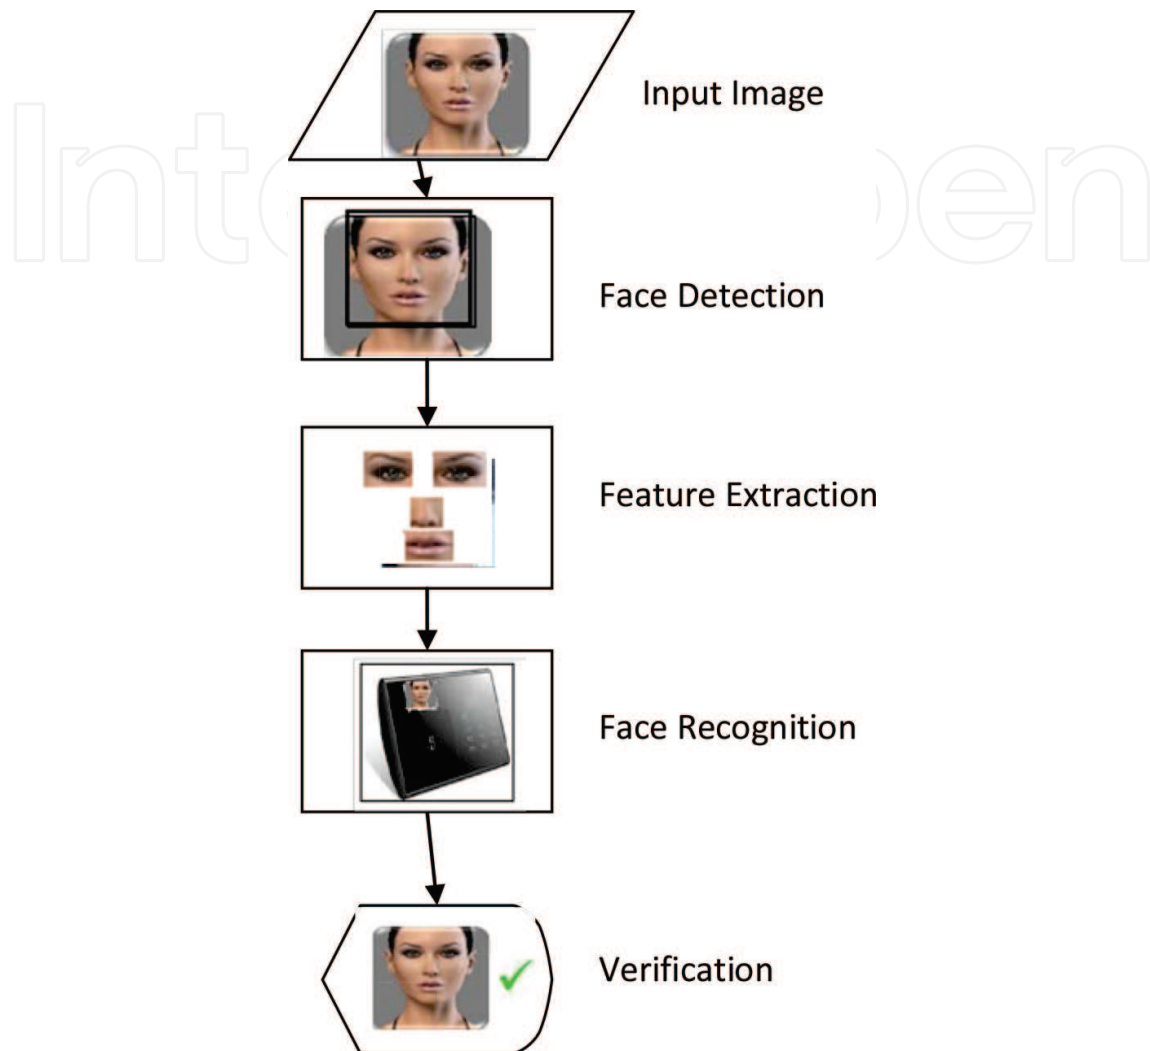 Input Image
Face Detection
Feature Extraction
Face Recognition
Verification